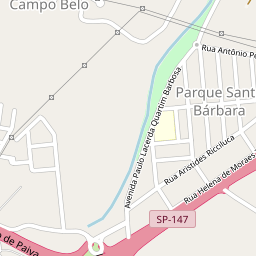 Campo Belo
Rua Antônio Pe
Parque Sant
Bárbara
Avenida Paulo Lacerda Quartim Barbosa
Rua Aristides Ricciluca
Rua Helena de Moraes
SP-147
a de Paiva